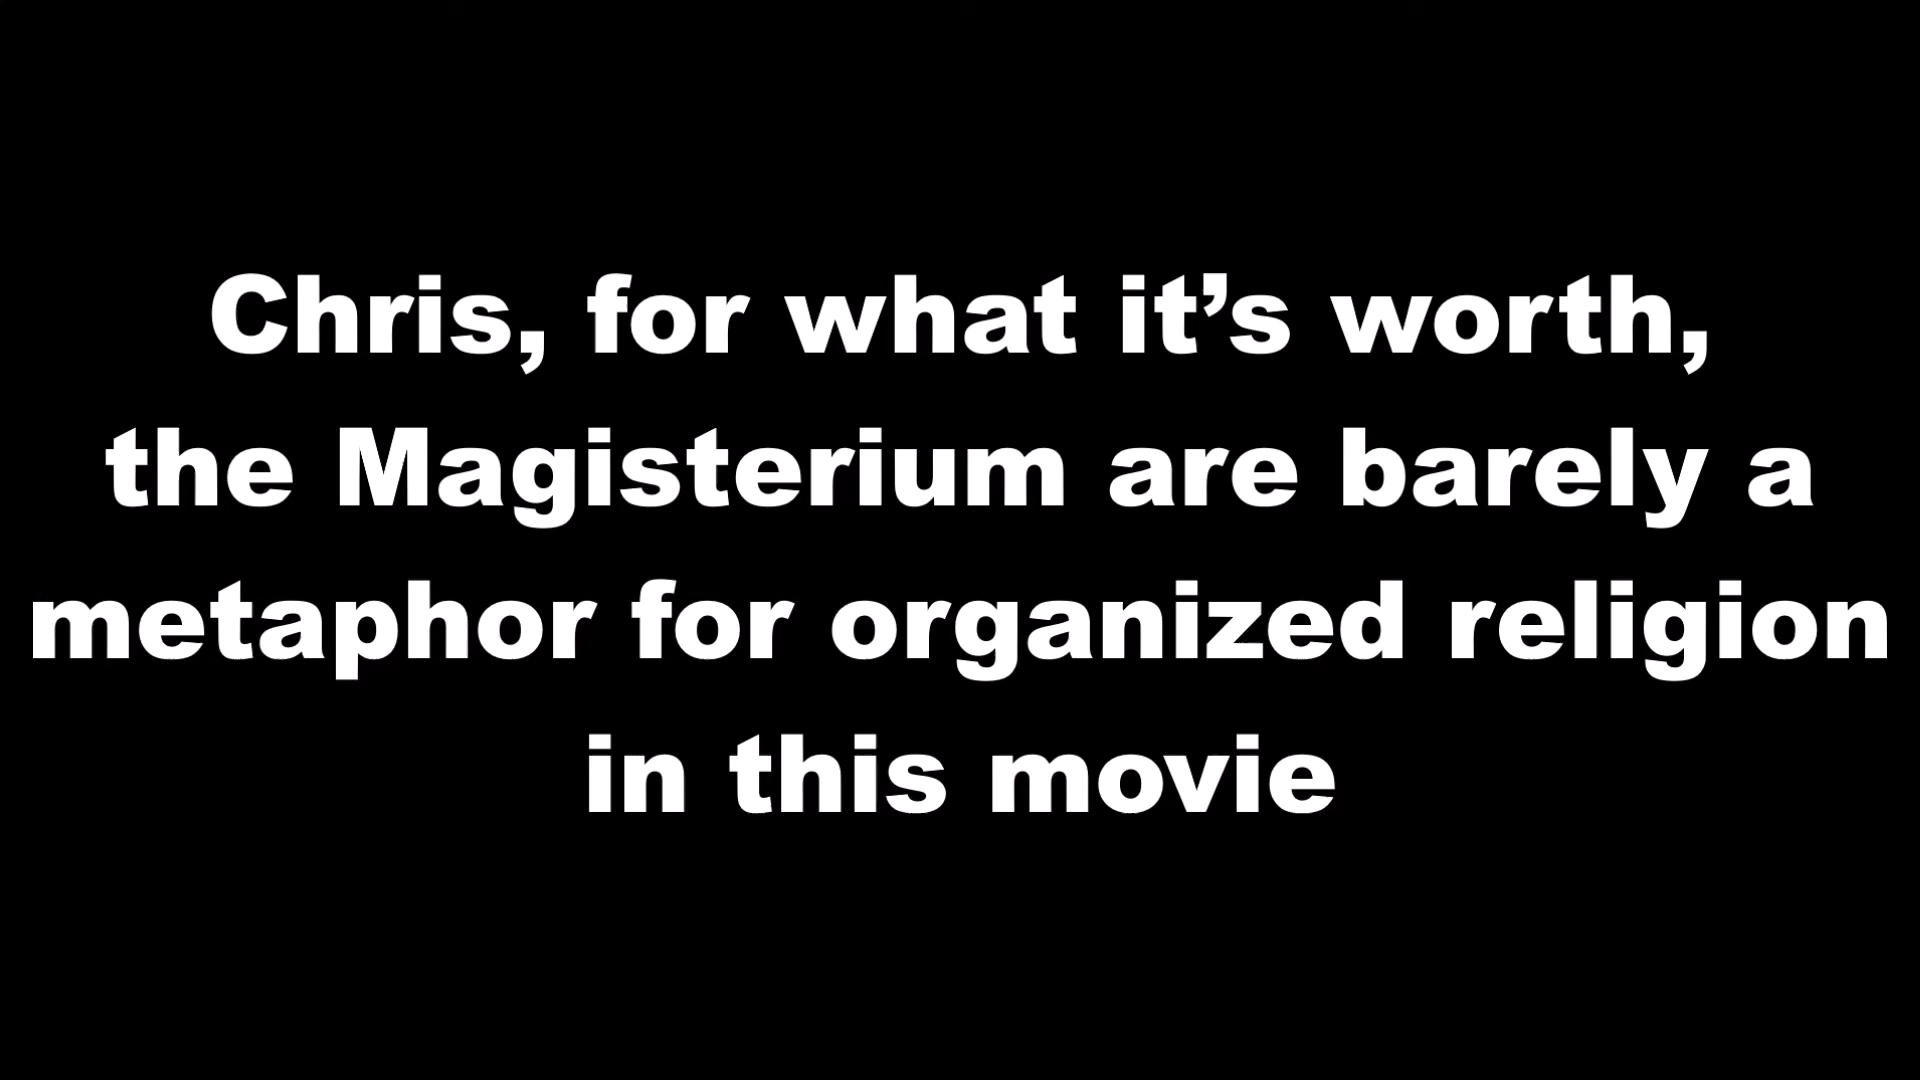 Chris, for what it’s worth,
the Magisterium are barely a
metaphor for organized religion
in this movie